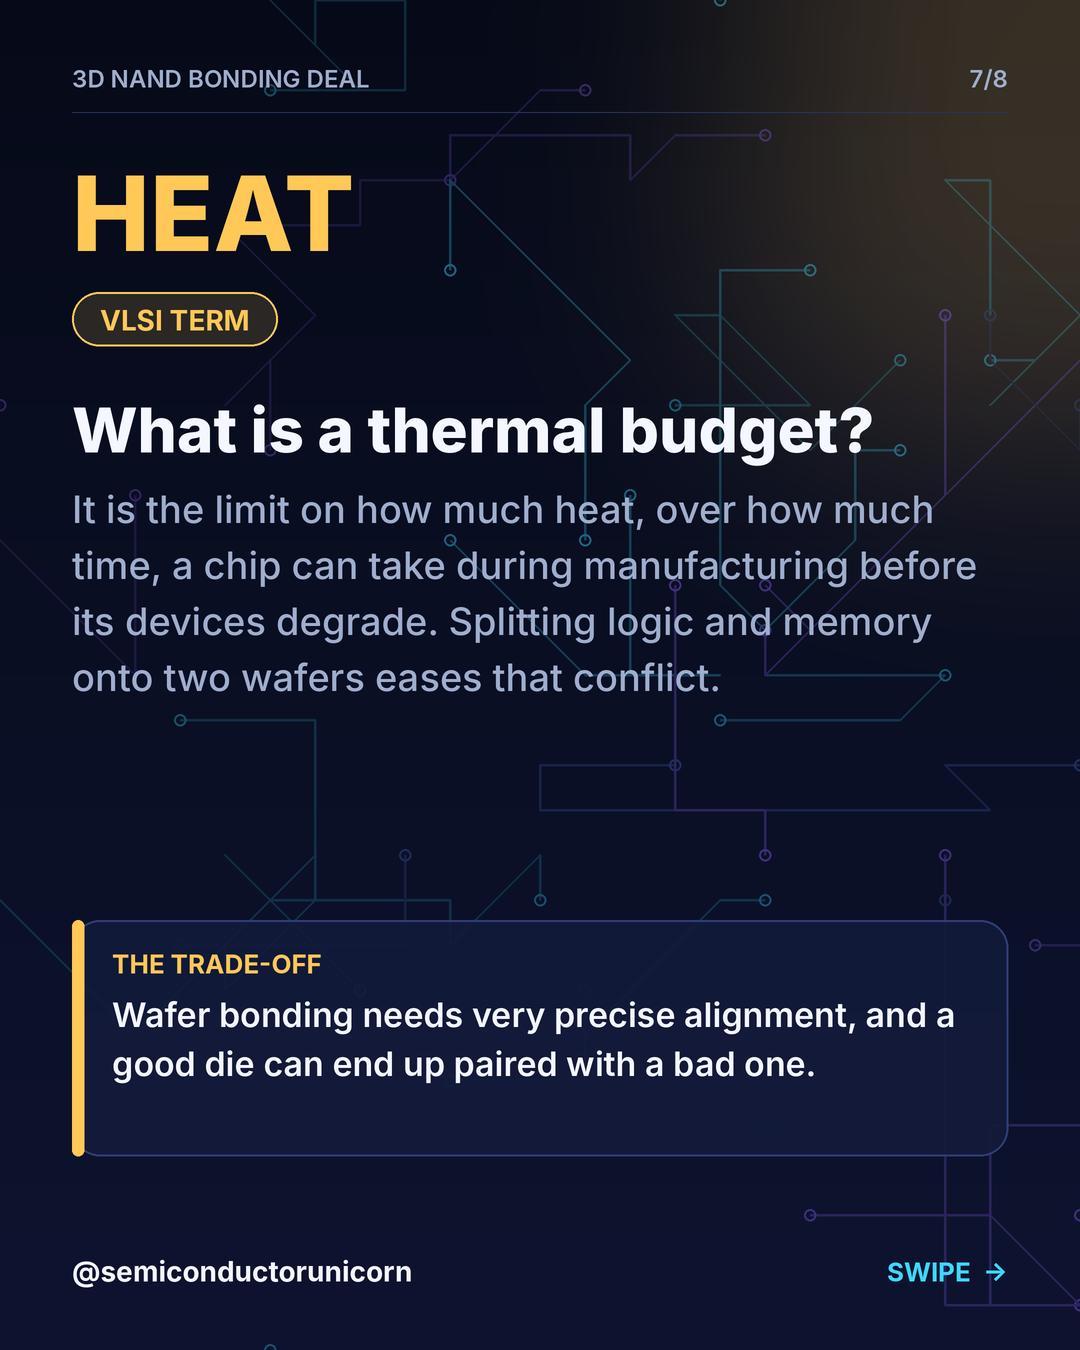 3D NAND BONDING DEAL
7/8
HEAT
VLSI TERM
What is a thermal budget?
It is the limit on how much heat, over how much
time, a chip can take during manufacturing before
its devices degrade. Splitting logic and memory
onto two wafers eases that conflict.
THE TRADE-OFF
Wafer bonding needs very precise alignment, and a
good die can end up paired with a bad one.
@semiconductorunicorn
SWIPE →